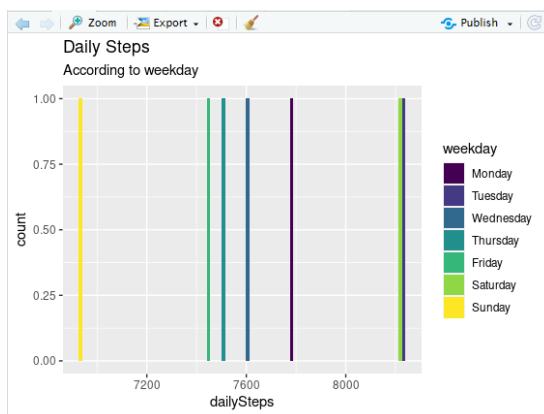 Zoom Export Publish
Daily Steps
According to weekday
1.00
0.75
0.50
0.25
0.00
count
7200 7600 8000
dailySteps
weekday
Monday
Tuesday
Wednesday
Thursday
Friday
Saturday
Sunday